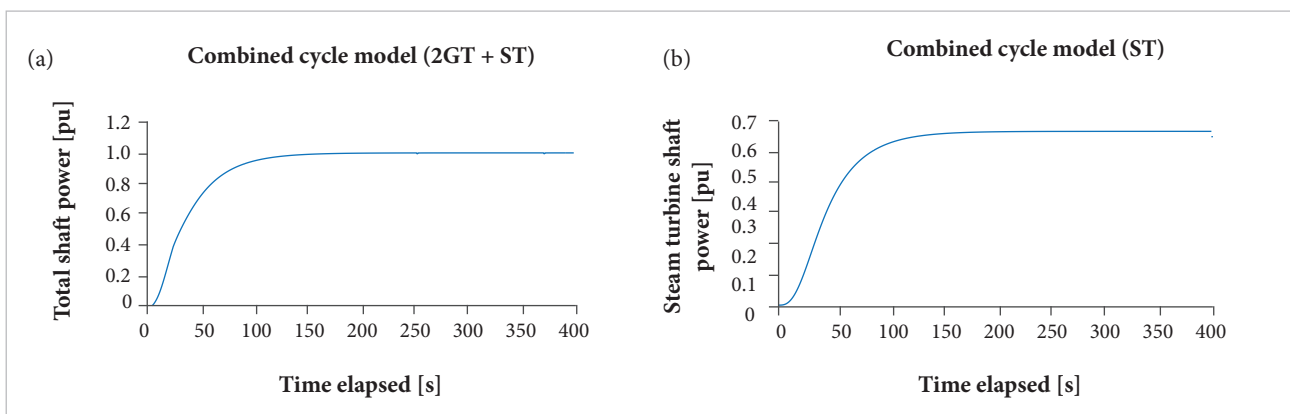 (a)
Combined cycle model (2GT + ST)
Total shaft power [pu]
1.2
1.0
0.8
0.6
0.4
0.2
0
0 50 100 150 200 250 300 350 400
Time elapsed [s]
(b)
Combined cycle model (ST)
Steam turbine shaft
power [pu]
0.7
0.6
0.5
0.4
0.3
0.2
0.1
0
0 50 100 150 200 250 300 350 400
Time elapsed [s]